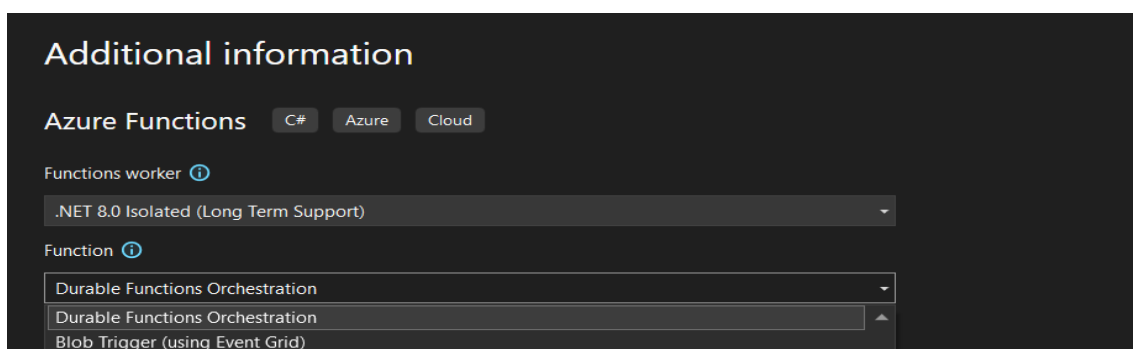 Additional information
Azure Functions C# Azure Cloud
Functions worker
.NET 8.0 Isolated (Long Term Support)
Function
Durable Functions Orchestration
Durable Functions Orchestration
Blob Trigger (using Event Grid)